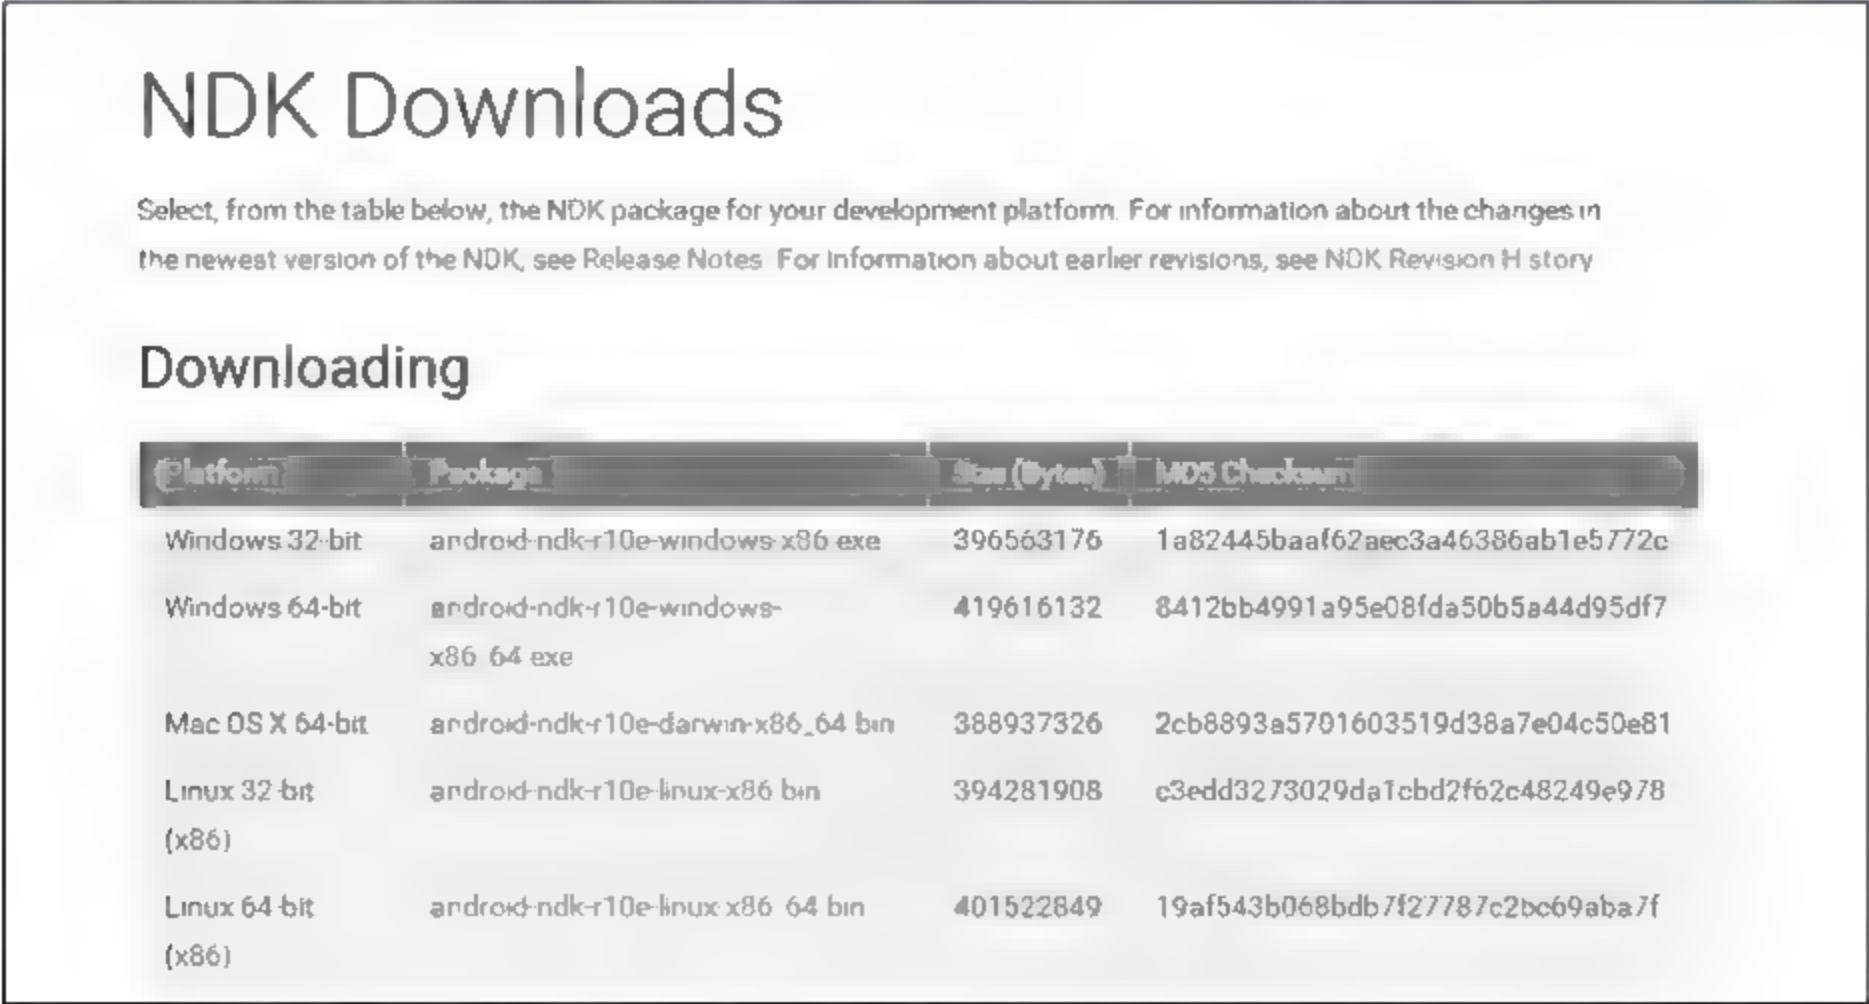 NDK Downloads
Select, from the table below, the NDK package for your development platform. For information about the changes in
the newest version of the NDK, see Release Notes. For information about earlier revisions, see NDK Revision History
Downloading
Platform Package Size (Bytes) MD5 Checksum
Windows 32-bit android-ndk-r10e-windows-x86.exe 396563176 1a82445baaf62aec3a46386ab1e5772c
Windows 64-bit android-ndk-r10e-windows- 419616132 8412bb4991a95e08fda50b5a44d95df7
x86_64.exe
Mac OS X 64-bit android-ndk-r10e-darwin-x86_64.bin 388937326 2cb8893a5701603519d38a7e04c50e81
Linux 32-bit android-ndk-r10e-linux-x86.bin 394281908 c3edd3273029da1cbd2f62c48249e978
(x86)
Linux 64-bit android-ndk-r10e-linux-x86_64.bin 401522849 19af543b068bdb7f27787c2bc69aba7f
(x86)